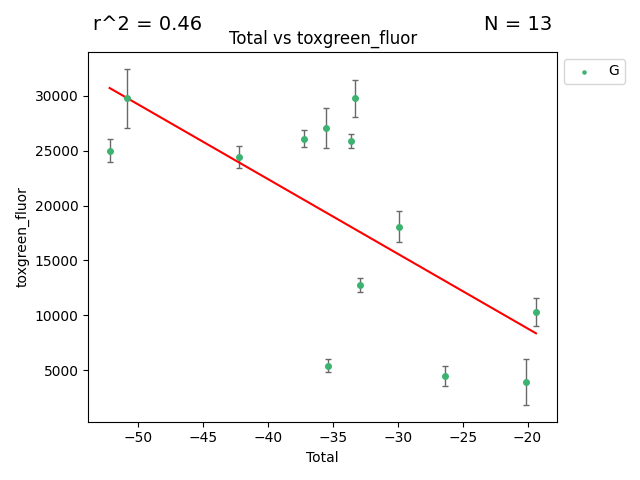 r^2 = 0.46
N = 13
Total vs toxgreen_fluor
G
30000
25000
20000
15000
10000
5000
toxgreen_fluor
−50
−45
−40
−35
−30
−25
−20
Total